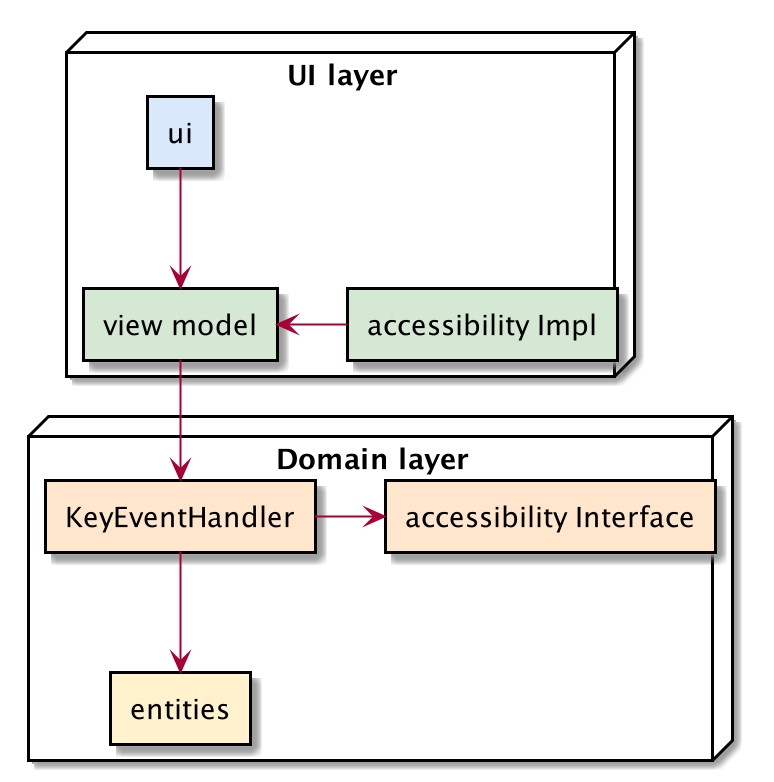 UI layer
ui
view model
accessibility Impl
Domain layer
KeyEventHandler
accessibility Interface
entities